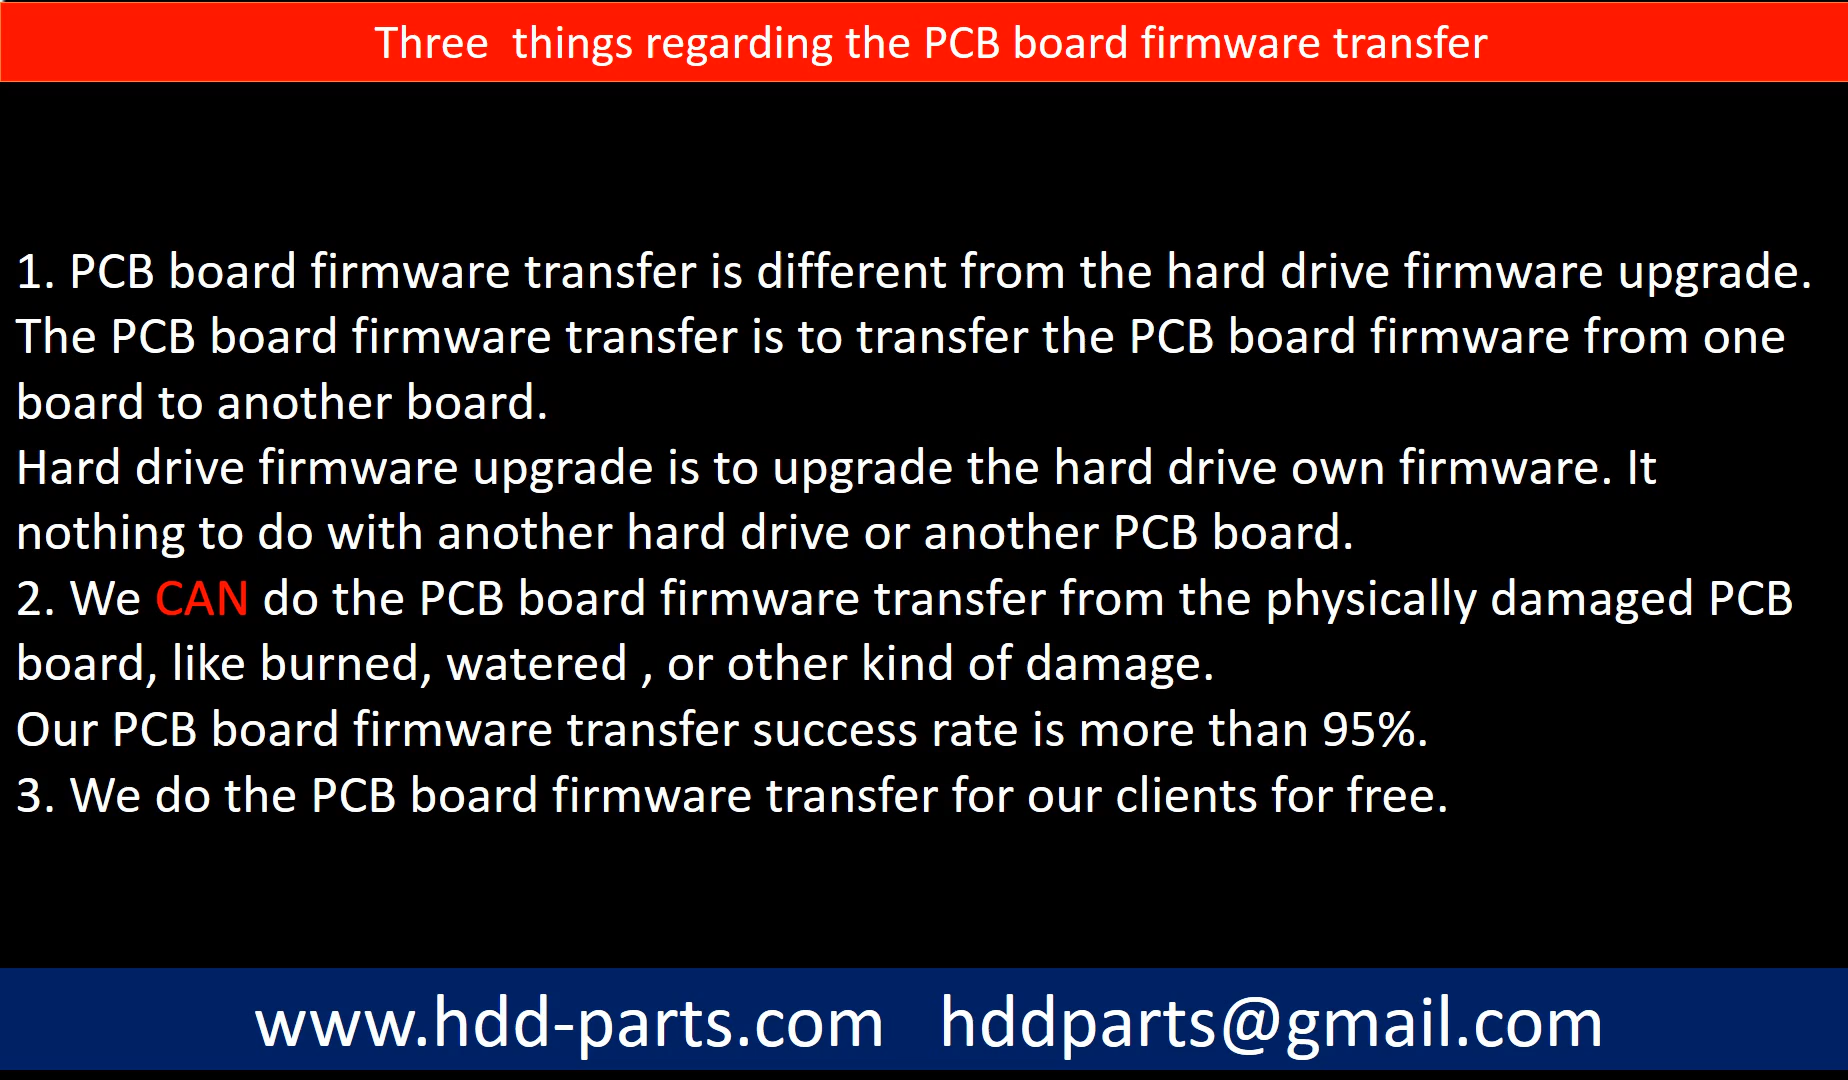 Three  things regarding the PCB board firmware transfer
1. PCB board firmware transfer is different from the hard drive firmware upgrade.
The PCB board firmware transfer is to transfer the PCB board firmware from one
board to another board.
Hard drive firmware upgrade is to upgrade the hard drive own firmware. It
nothing to do with another hard drive or another PCB board.
2. We CAN do the PCB board firmware transfer from the physically damaged PCB
board, like burned, watered , or other kind of damage.
Our PCB board firmware transfer success rate is more than 95%.
3. We do the PCB board firmware transfer for our clients for free.
www.hdd-parts.com   hddparts@gmail.com